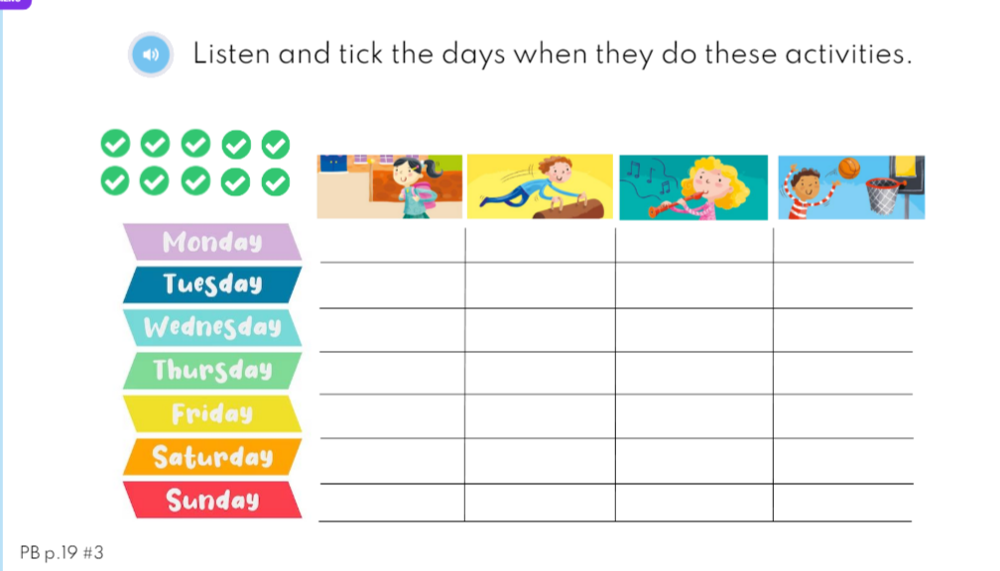 Listen and tick the days when they do these activities.
Monday
Tuesday
Wednesday
Thursday
Friday
Saturday
Sunday
PB p.19 #3